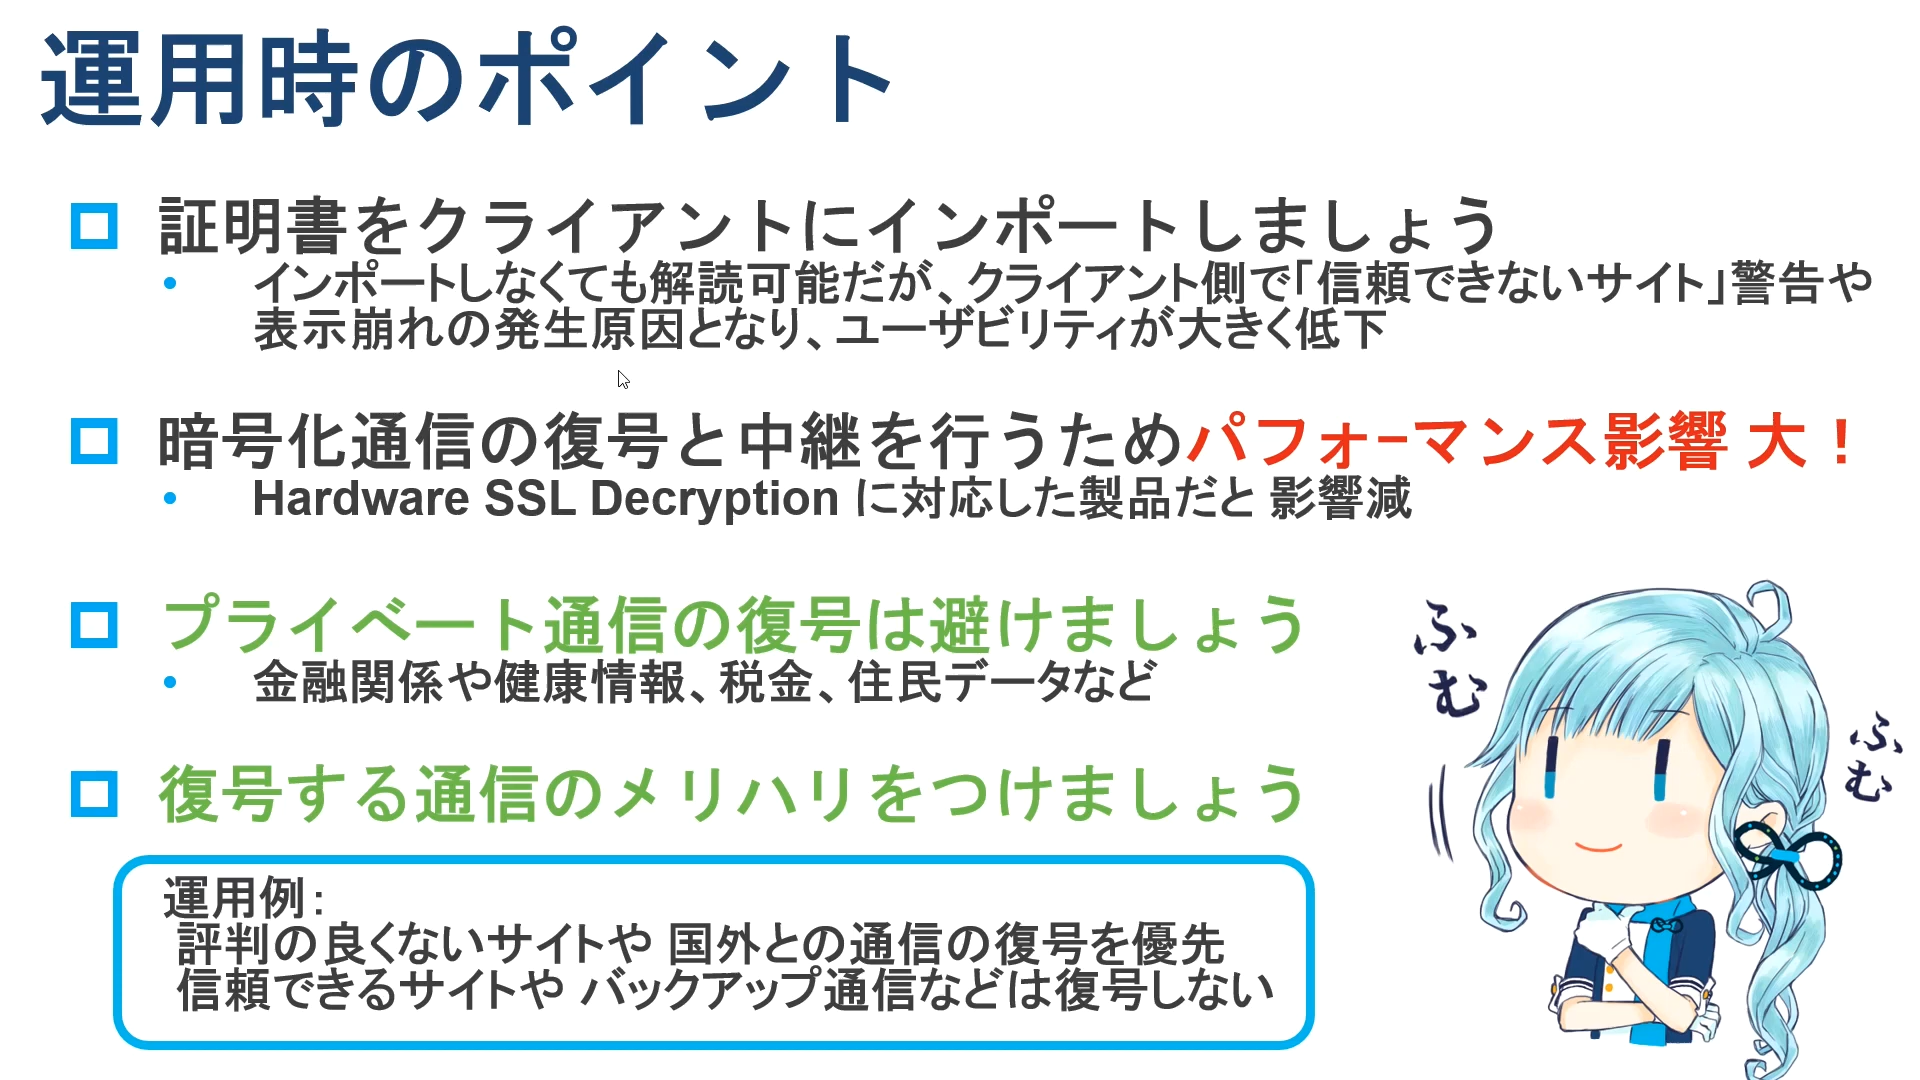 運用時のポイント
証明書をクライアントにインポートしましょう
・ インポートしなくても解読可能だが、クライアント側で「信頼できないサイト」警告や
表示崩れの発生原因となり、ユーザビリティが大きく低下
暗号化通信の復号と中継を行うためパフォーマンス影響 大！
・ Hardware SSL Decryption に対応した製品だと 影響減
プライベート通信の復号は避けましょう
・ 金融関係や健康情報、税金、住民データなど
復号する通信のメリハリをつけましょう
運用例：
評判の良くないサイトや 国外との通信の復号を優先
信頼できるサイトや バックアップ通信などは復号しない
ふむ
ふむ